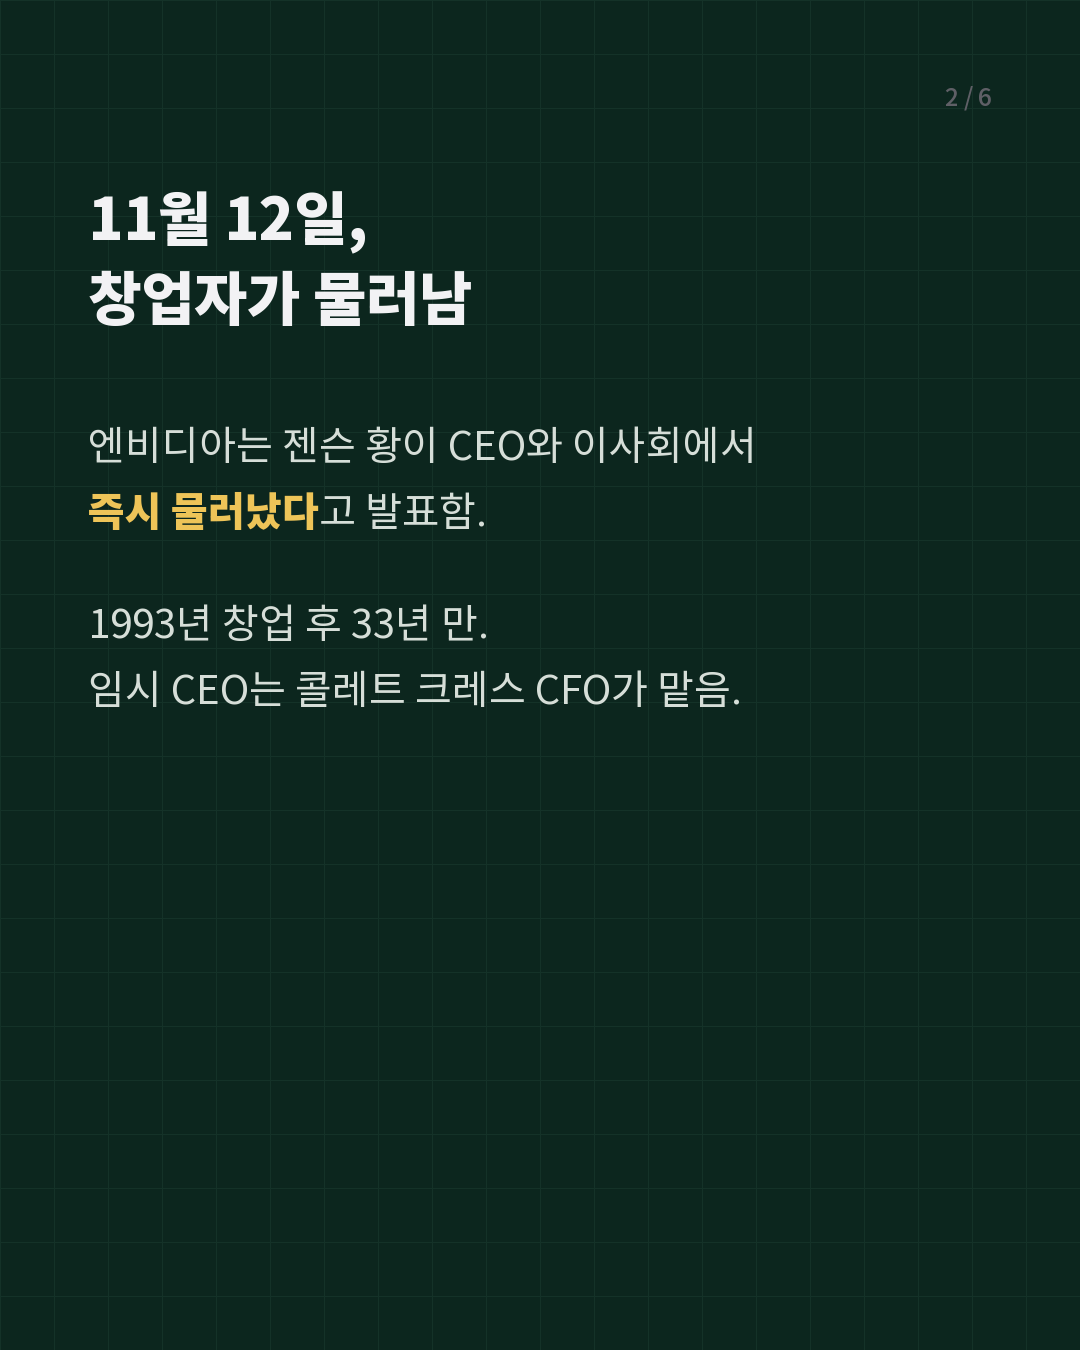 2 / 6
11월 12일,
창업자가 물러남
엔비디아는 젠슨 황이 CEO와 이사회에서
즉시 물러났다고 발표함.
1993년 창업 후 33년 만.
임시 CEO는 콜레트 크레스 CFO가 맡음.